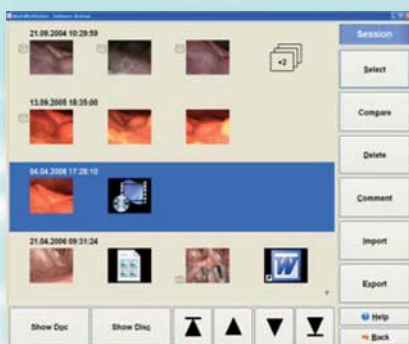 21.09.2004 10:29:59
+2
13.09.2005 18:35:00
04.04.2006 17:28:10
21.04.2006 09:31:24
W
Session
Select
Compare
Delete
Comment
Import
Export
Help
Back
Show Doc
Show Disc